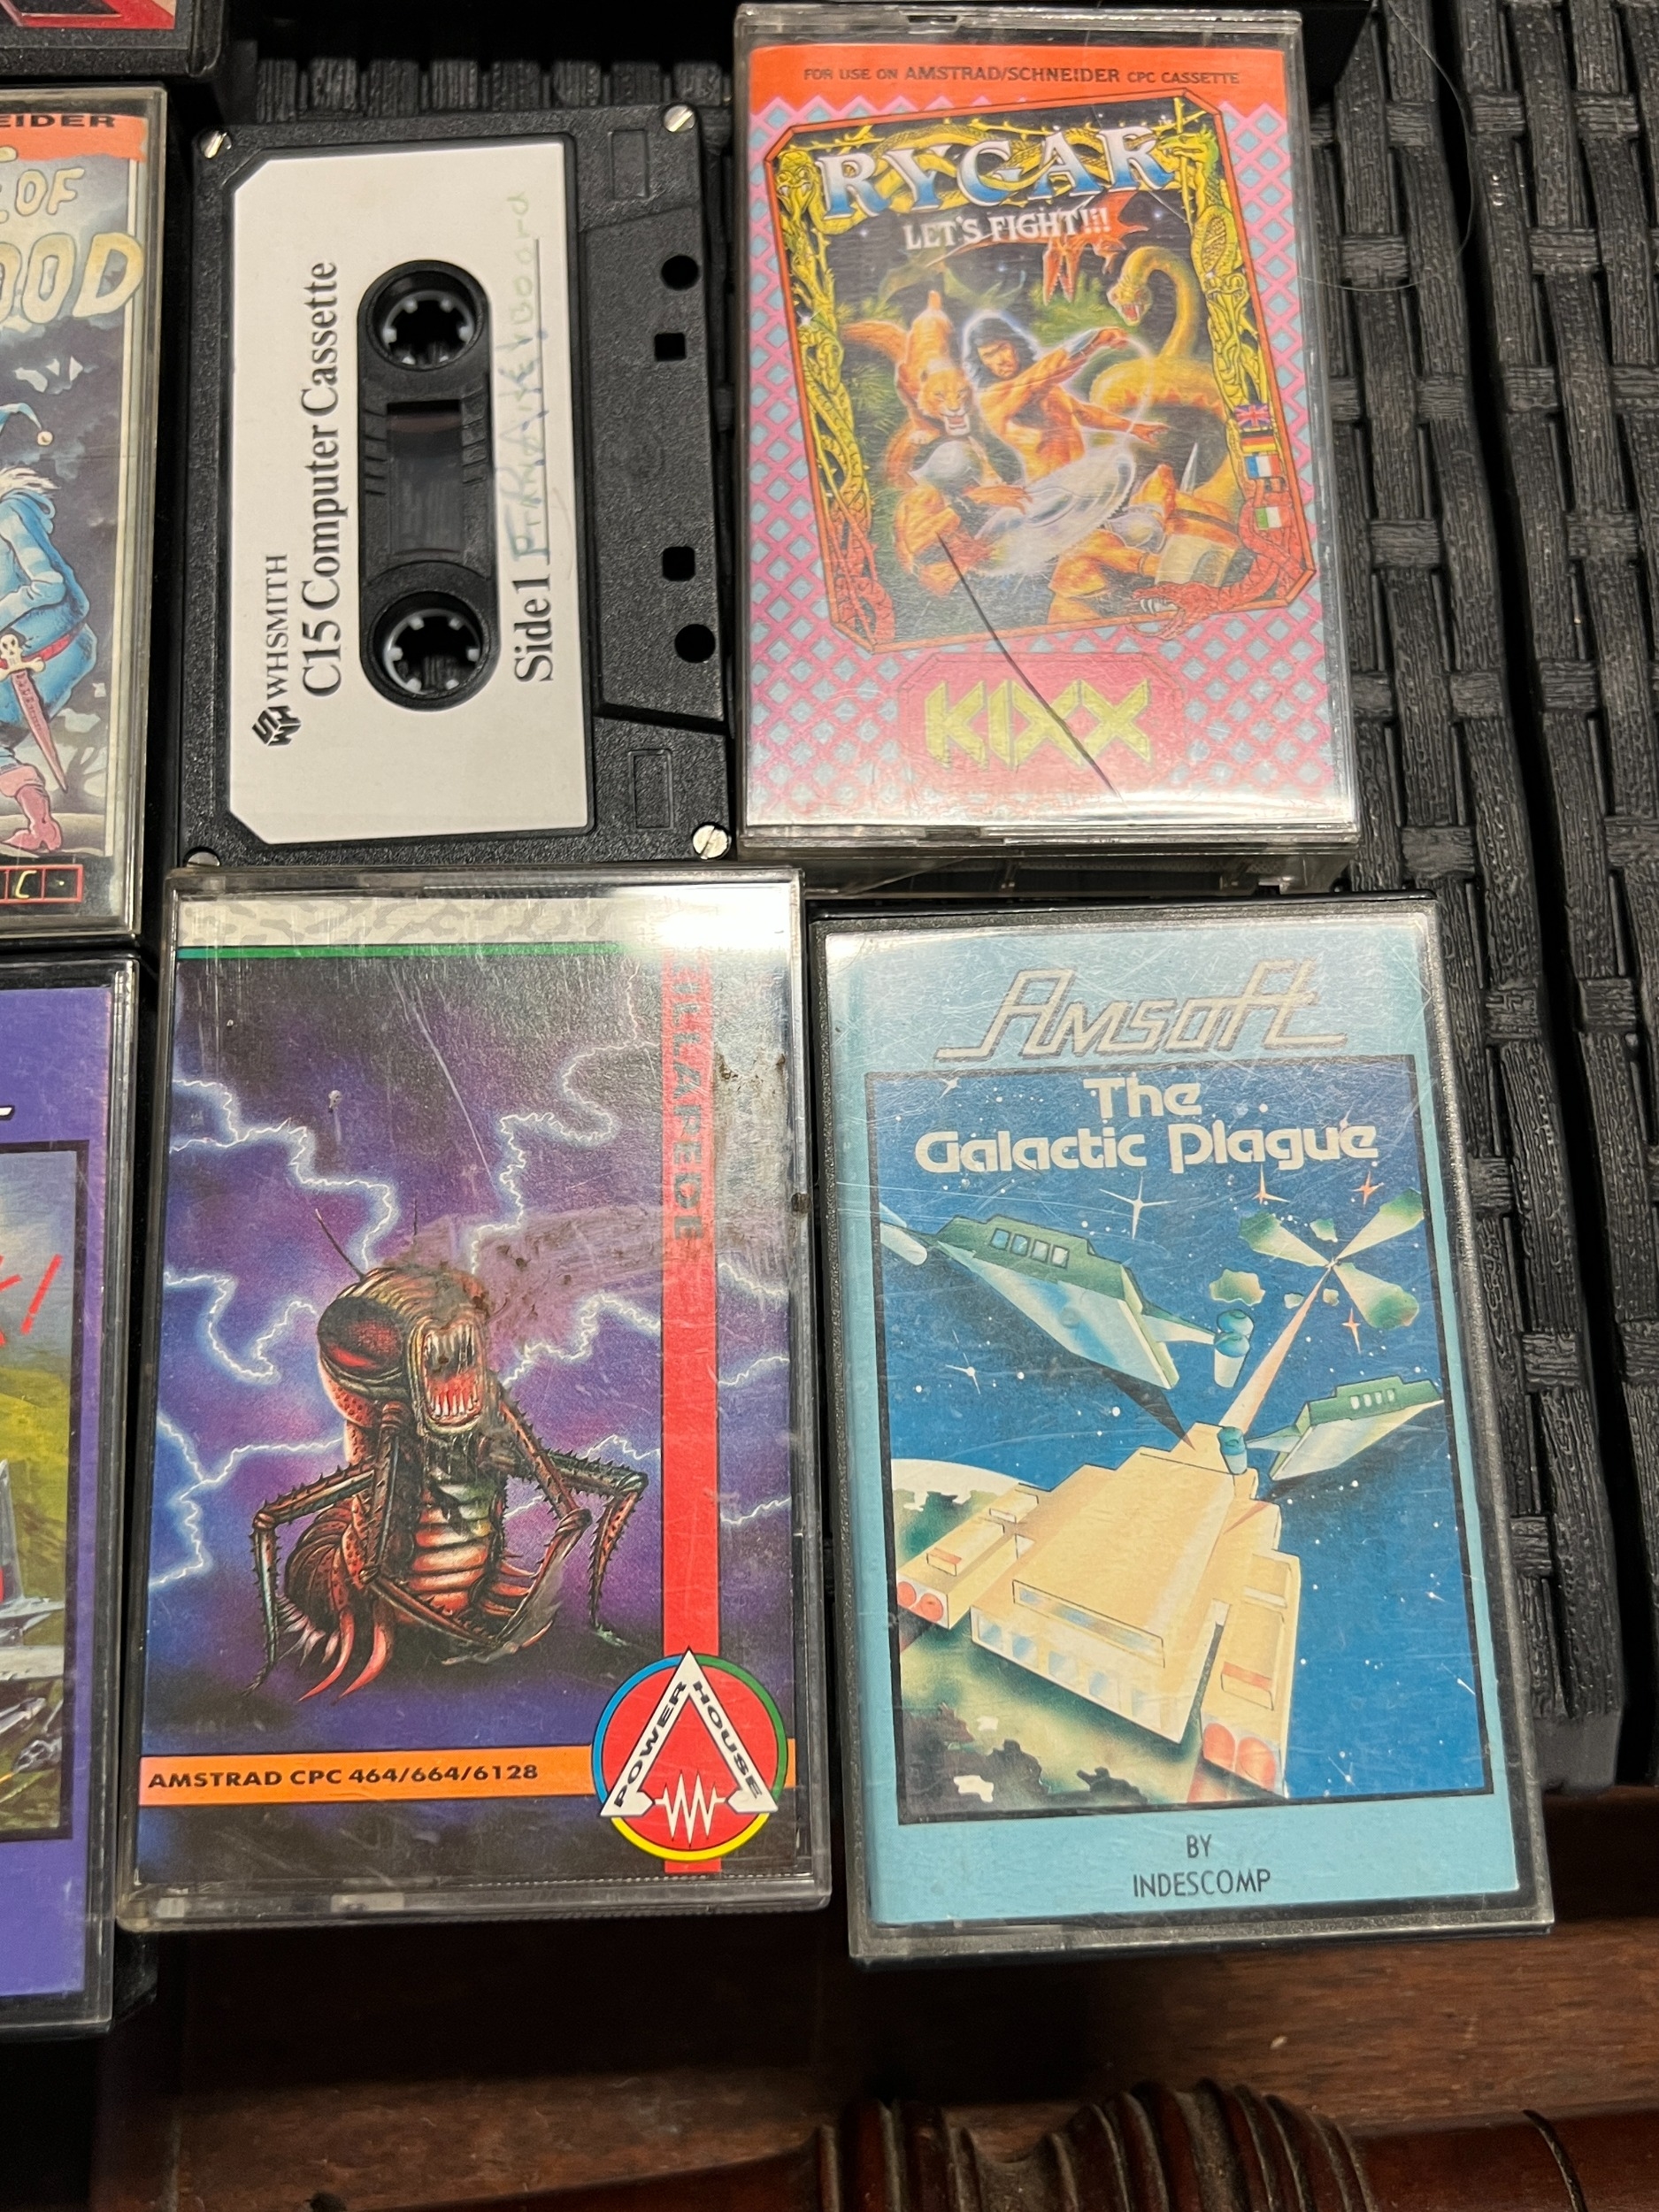 EIDER
OF
OOD
C
WHSMITH
C15 Computer Cassette
Side 1
FOR USE ON AMSTRAD/SCHNEIDER CPC CASSETTE
RYGAR
LET'S FIGHT!!!
KIXX
AMSTRAD CPC 464/664/6128
POWER HOUSE
Amsoft
The
Galactic Plague
BY
INDESCOMP